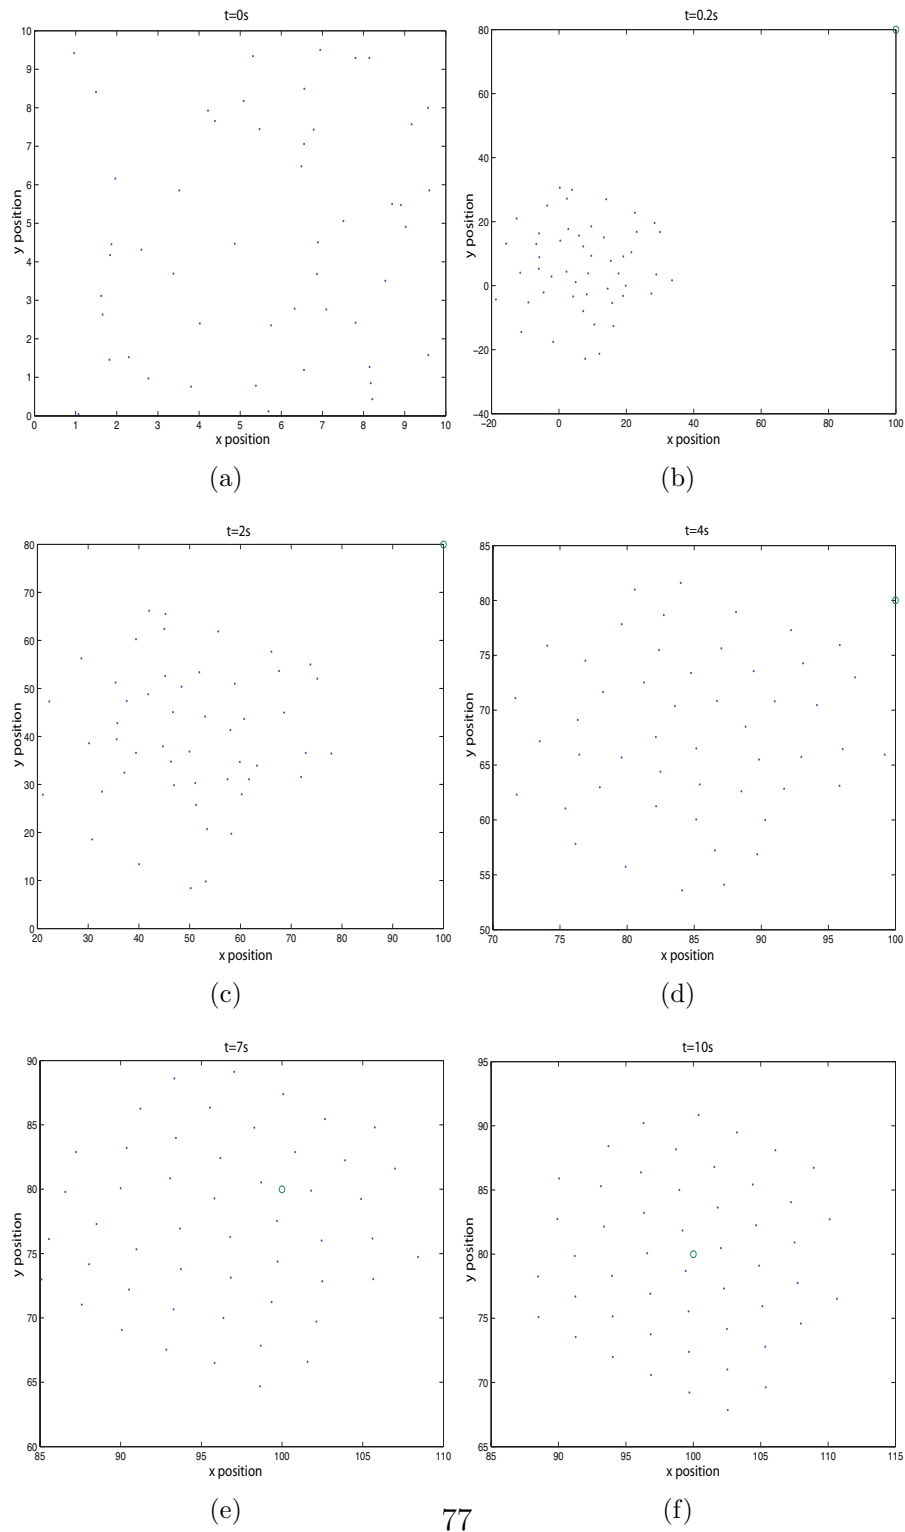 t=0s
10
9
8
7
6
5
4
3
2
1
0
y position
0 1 2 3 4 5 6 7 8 9 10
x position
(a)
t=0.2s
80
60
40
20
0
−20
−40
y position
−20 0 20 40 60 80 100
x position
(b)
t=2s
80
70
60
50
40
30
20
10
0
y position
20 30 40 50 60 70 80 90 100
x position
(c)
t=4s
85
80
75
70
65
60
55
50
y position
70 75 80 85 90 95 100
x position
(d)
t=7s
90
85
80
75
70
65
60
y position
85 90 95 100 105 110
x position
(e)
t=10s
95
90
85
80
75
70
65
y position
85 90 95 100 105 110 115
x position
(f)
77